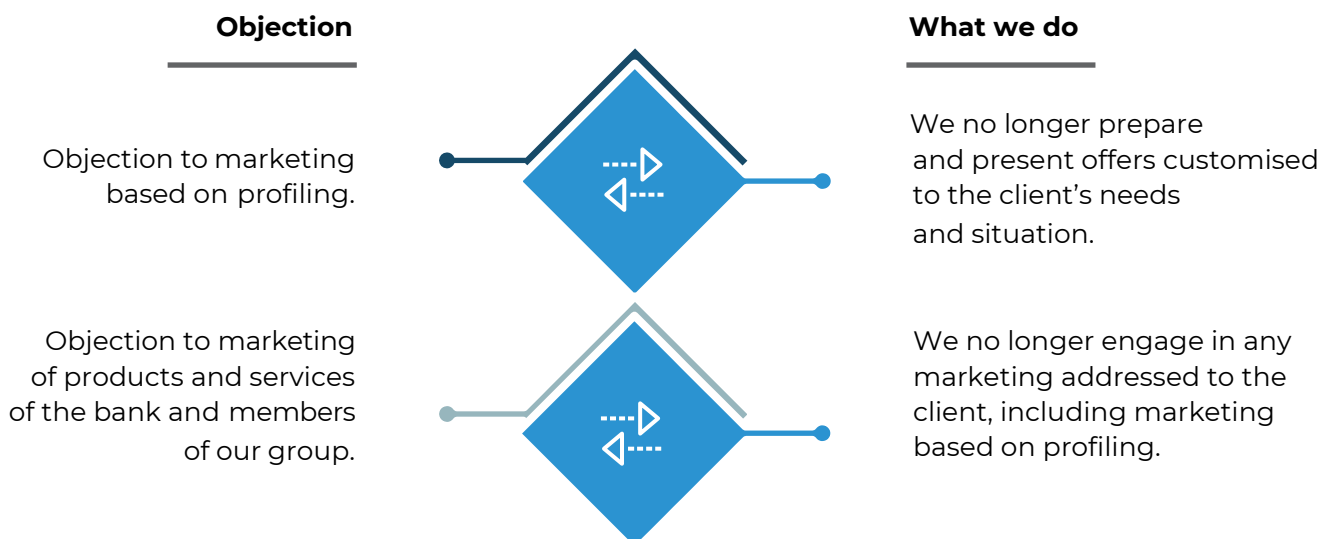 Objection
What we do
Objection to marketing
based on profiling.
We no longer prepare
and present offers customised
to the client’s needs
and situation.
Objection to marketing
of products and services
of the bank and members
of our group.
We no longer engage in any
marketing addressed to the
client, including marketing
based on profiling.